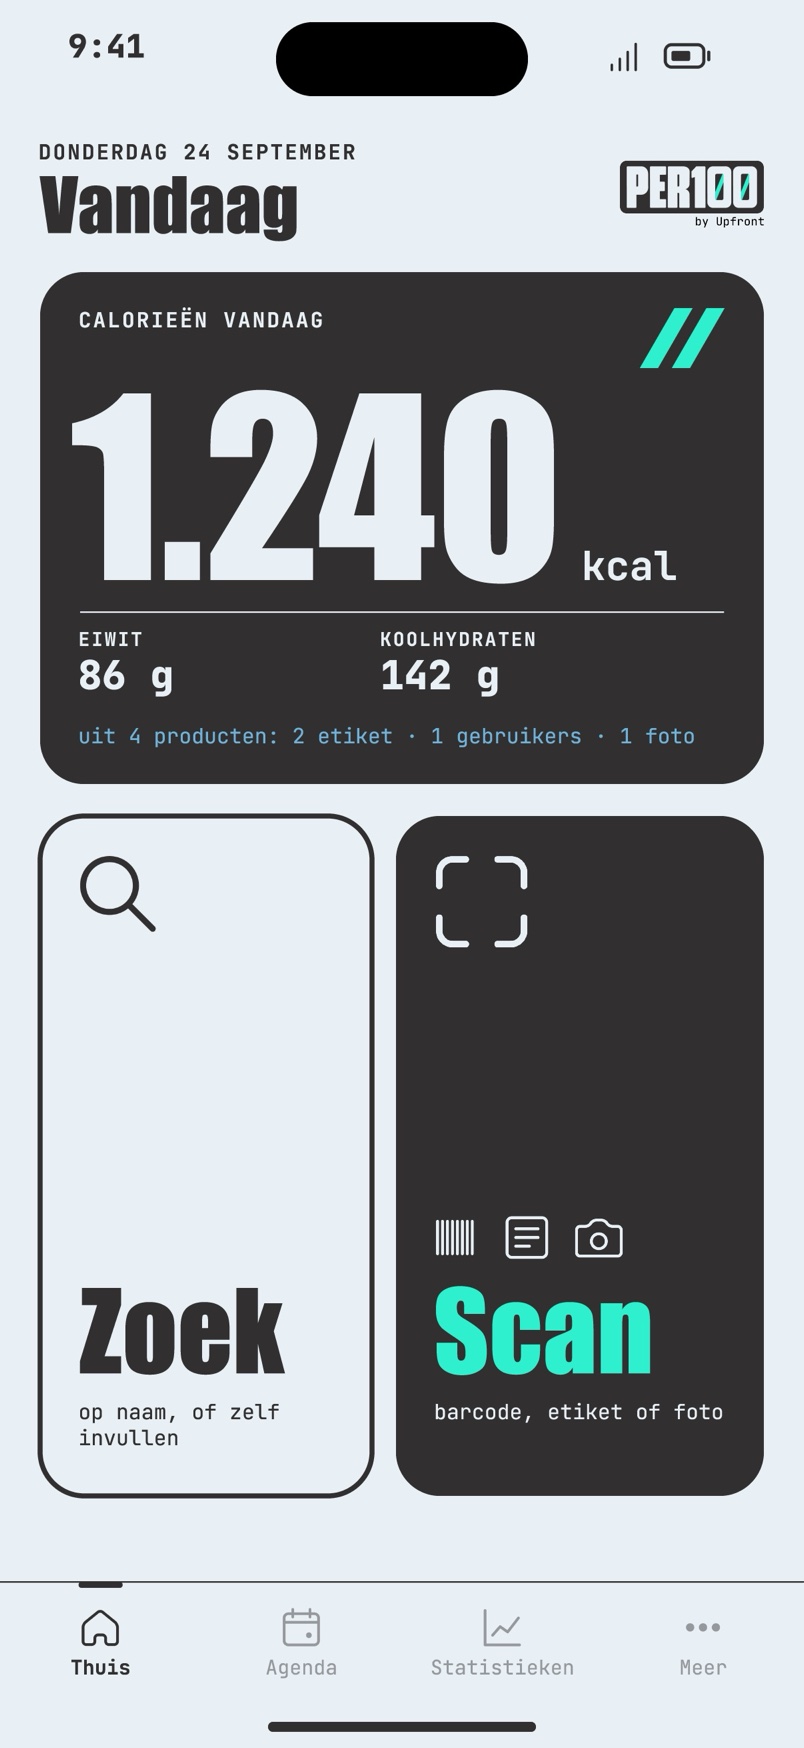 9:41
DONDERDAG 24 SEPTEMBER
Vandaag
PER100
by Upfront
CALORIEËN VANDAAG
1.240 kcal
EIWIT KOOLHYDRATEN
86 g 142 g
uit 4 producten: 2 etiket · 1 gebruikers · 1 foto
Zoek
op naam, of zelf
invullen
Scan
barcode, etiket of foto
Thuis Agenda Statistieken Meer